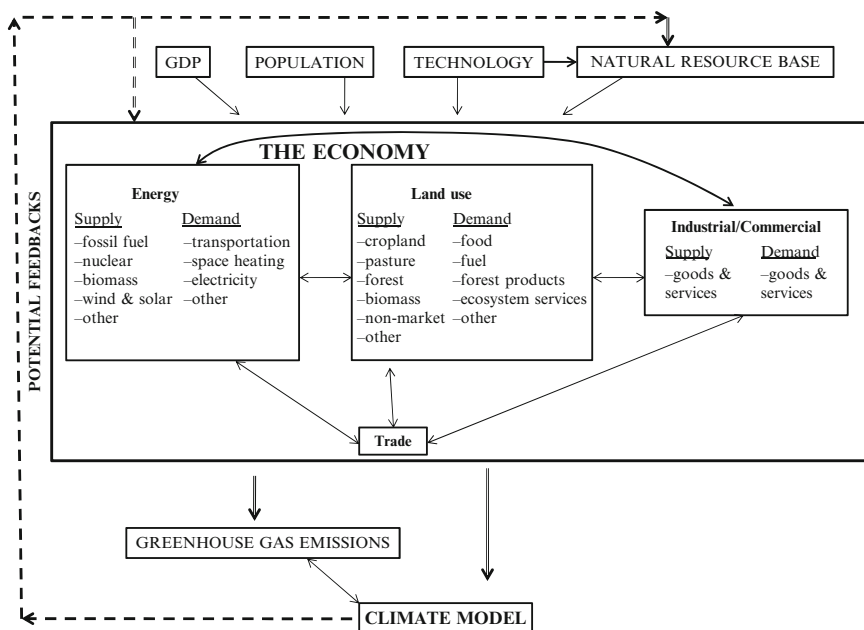 GDP
POPULATION
TECHNOLOGY
NATURAL RESOURCE BASE
POTENTIAL FEEDBACKS
THE ECONOMY
Energy
Supply
–fossil fuel
–nuclear
–biomass
–wind & solar
–other
Demand
–transportation
–space heating
–electricity
–other
Land use
Supply
–cropland
–pasture
–forest
–biomass
–non-market
–other
Demand
–food
–fuel
–forest products
–ecosystem services
–other
Industrial/Commercial
Supply
–goods &
services
Demand
–goods &
services
Trade
GREENHOUSE GAS EMISSIONS
CLIMATE MODEL